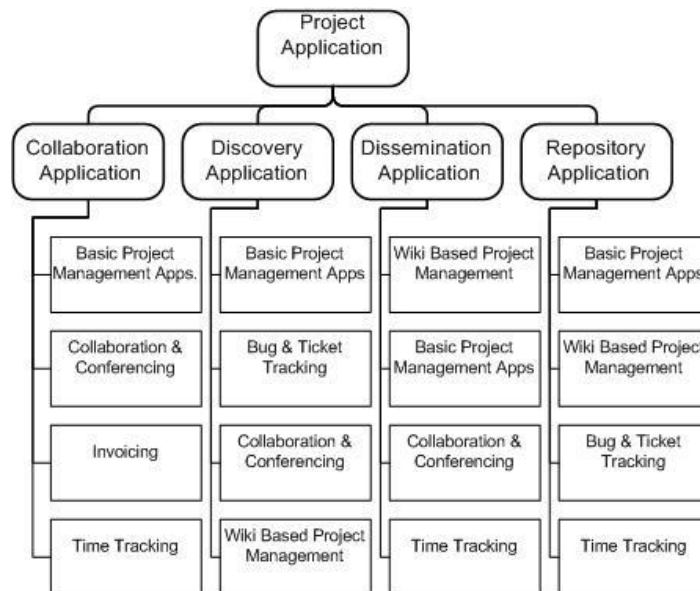 Project
Application
Collaboration
Application
Discovery
Application
Dissemination
Application
Repository
Application
Basic Project
Management Apps.
Collaboration &
Conferencing
Invoicing
Time Tracking
Basic Project
Management Apps
Bug & Ticket
Tracking
Collaboration &
Conferencing
Wiki Based Project
Management
Wiki Based Project
Management
Basic Project
Management Apps
Collaboration &
Conferencing
Time Tracking
Basic Project
Management Apps
Wiki Based Project
Management
Bug & Ticket
Tracking
Time Tracking